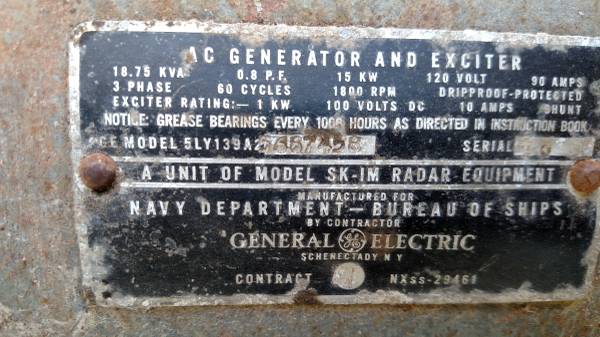 AC GENERATOR AND EXCITER
18.75 KVA 0.8 P.F. 15 KW 120 VOLT 90 AMPS
3 PHASE 60 CYCLES 1800 RPM DRIPPROOF-PROTECTED
EXCITER RATING:— 1 KW. 100 VOLTS DC 10 AMPS SHUNT
NOTICE: GREASE BEARINGS EVERY 1000 HOURS AS DIRECTED IN INSTRUCTION BOOK
GE MODEL 5LY139A2 SERIAL
A UNIT OF MODEL SK-1M RADAR EQUIPMENT
MANUFACTURED FOR
NAVY DEPARTMENT — BUREAU OF SHIPS
BY CONTRACTOR
GENERAL GE ELECTRIC
SCHENECTADY N Y
CONTRACT NXSS-29461